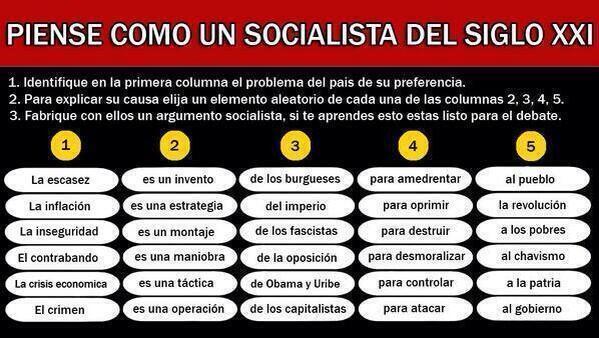 PIENSE COMO UN SOCIALISTA DEL SIGLO XXI
1. Identifique en la primera columna el problema del pais de su preferencia.
2. Para explicar su causa elija un elemento aleatorio de cada una de las columnas 2, 3, 4, 5.
3. Fabrique con ellos un argumento socialista, si te aprendes esto estas listo para el debate.
1 2 3 4 5
La escasez es un invento de los burgueses para amedrentar al pueblo
La inflación es una estrategia del imperio para oprimir la revolución
La inseguridad es un montaje de los fascistas para destruir a los pobres
El contrabando es una maniobra de la oposición para desmoralizar al chavismo
La crisis economica es una táctica de Obama y Uribe para controlar a la patria
El crimen es una operación de los capitalistas para atacar al gobierno